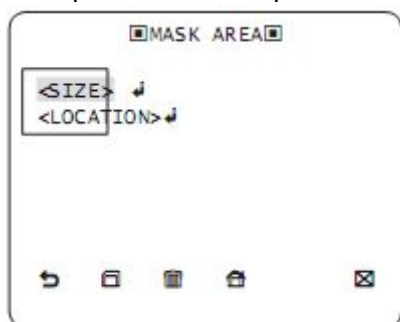 ▣MASK AREA▣
<SIZE> ↲
<LOCATION>↲